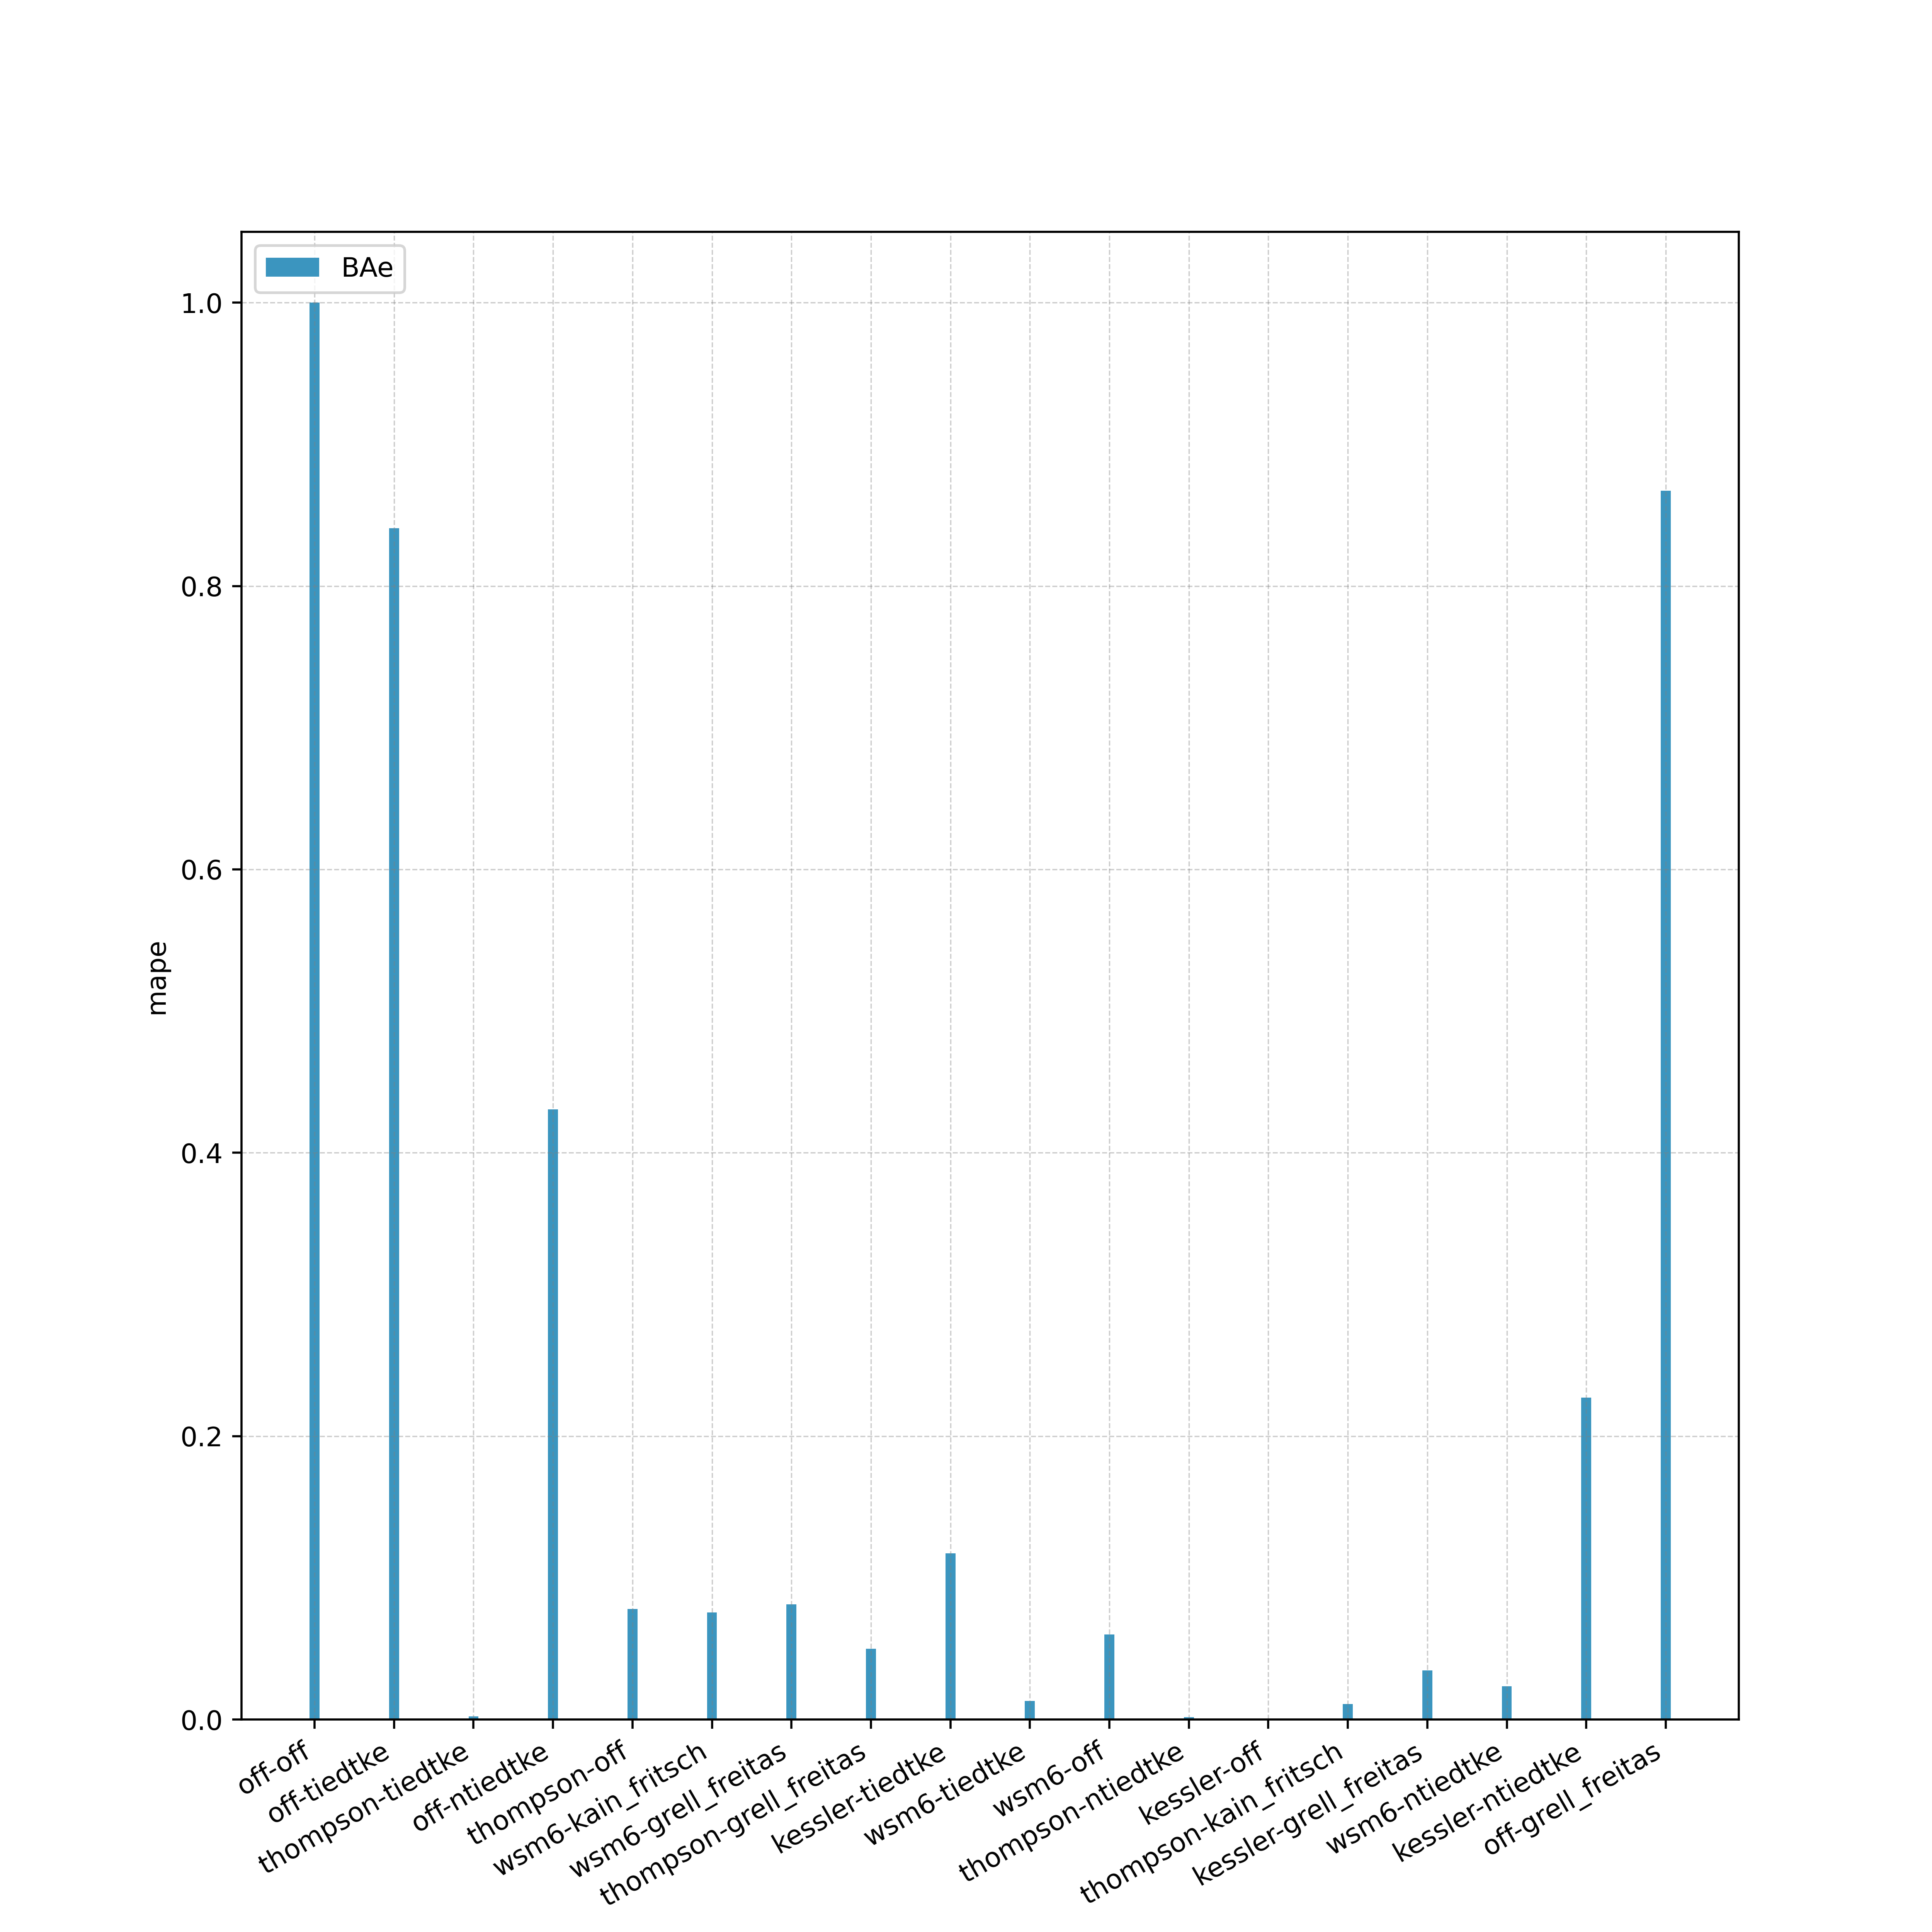 BAe
1.0
0.8
0.6
0.4
0.2
0.0
mape
off-off
off-tiedtke
thompson-tiedtke
off-ntiedtke
thompson-off
wsm6-kain_fritsch
wsm6-grell_freitas
thompson-grell_freitas
kessler-tiedtke
wsm6-tiedtke
wsm6-off
thompson-ntiedtke
kessler-off
thompson-kain_fritsch
kessler-grell_freitas
wsm6-ntiedtke
kessler-ntiedtke
off-grell_freitas